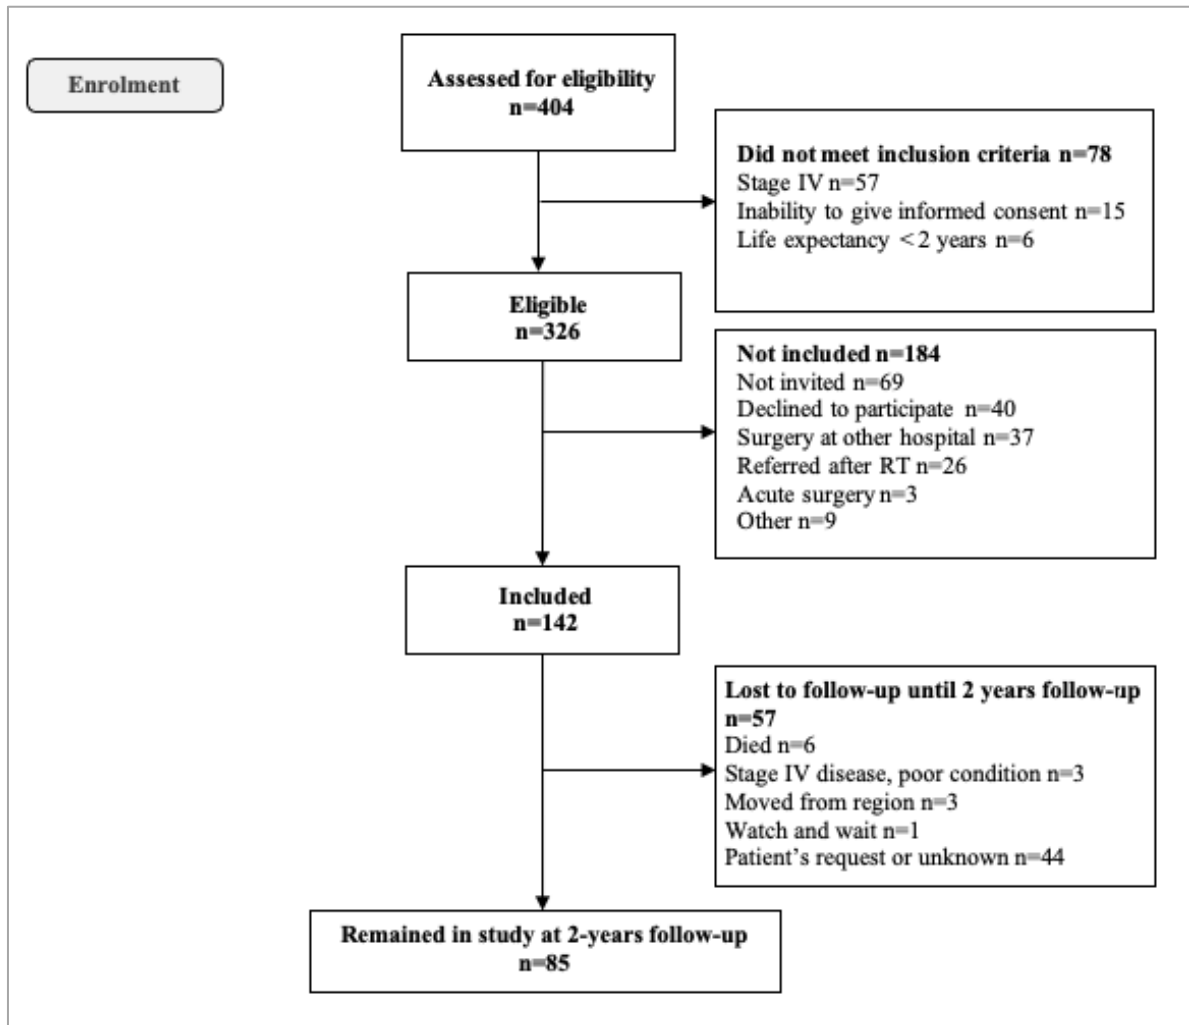 Enrolment
Assessed for eligibility
n=404
Did not meet inclusion criteria n=78
Stage IV n=57
Inability to give informed consent n=15
Life expectancy <2 years n=6
Eligible
n=326
Not included n=184
Not invited n=69
Declined to participate n=40
Surgery at other hospital n=37
Referred after RT n=26
Acute surgery n=3
Other n=9
Included
n=142
Lost to follow-up until 2 years follow-up
n=57
Died n=6
Stage IV disease, poor condition n=3
Moved from region n=3
Watch and wait n=1
Patient’s request or unknown n=44
Remained in study at 2-years follow-up
n=85